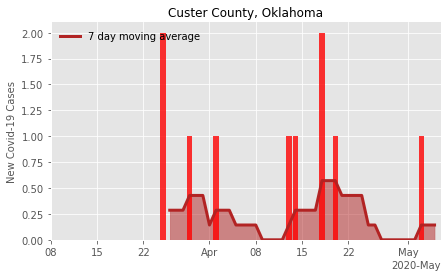 Custer County, Oklahoma
7 day moving average
New Covid-19 Cases
2.00
1.75
1.50
1.25
1.00
0.75
0.50
0.25
0.00
08 15 22 Apr 08 15 22 May
2020-May